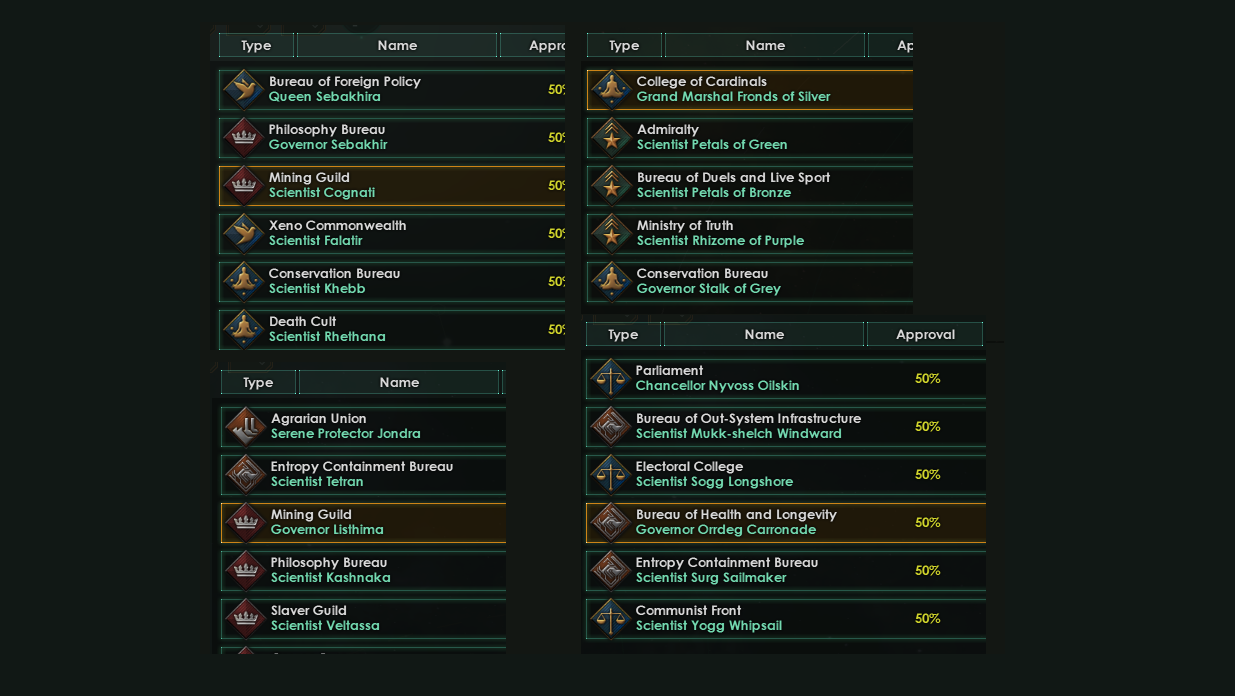 Type Name Appro
Bureau of Foreign Policy
Queen Sebakhira
50%
Philosophy Bureau
Governor Sebakhir
50%
Mining Guild
Scientist Cognati
50%
Xeno Commonwealth
Scientist Falatir
50%
Conservation Bureau
Scientist Khebb
50%
Death Cult
Scientist Rhethana
50%
Type Name Ap
College of Cardinals
Grand Marshal Fronds of Silver
Admiralty
Scientist Petals of Green
Bureau of Duels and Live Sport
Scientist Petals of Bronze
Ministry of Truth
Scientist Rhizome of Purple
Conservation Bureau
Governor Stalk of Grey
Type Name
Agrarian Union
Serene Protector Jondra
Entropy Containment Bureau
Scientist Tetran
Mining Guild
Governor Listhima
Philosophy Bureau
Scientist Kashnaka
Slaver Guild
Scientist Veltassa
Type Name Approval
Parliament
Chancellor Nyvoss Oilskin
50%
Bureau of Out-System Infrastructure
Scientist Mukk-shelch Windward
50%
Electoral College
Scientist Sogg Longshore
50%
Bureau of Health and Longevity
Governor Orrdeg Carronade
50%
Entropy Containment Bureau
Scientist Surg Sailmaker
50%
Communist Front
Scientist Yogg Whipsail
50%